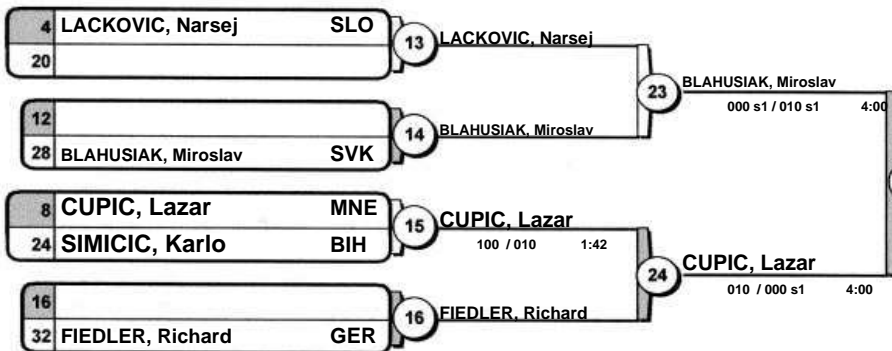 4 LACKOVIC, Narsej SLO
20
13 LACKOVIC, Narsej
12
28 BLAHUSIAK, Miroslav SVK
14 BLAHUSIAK, Miroslav
23 BLAHUSIAK, Miroslav
000 s1 / 010 s1 4:00
8 CUPIC, Lazar MNE
24 SIMICIC, Karlo BIH
15 CUPIC, Lazar
100 / 010 1:42
16
32 FIEDLER, Richard GER
16 FIEDLER, Richard
24 CUPIC, Lazar
010 / 000 s1 4:00